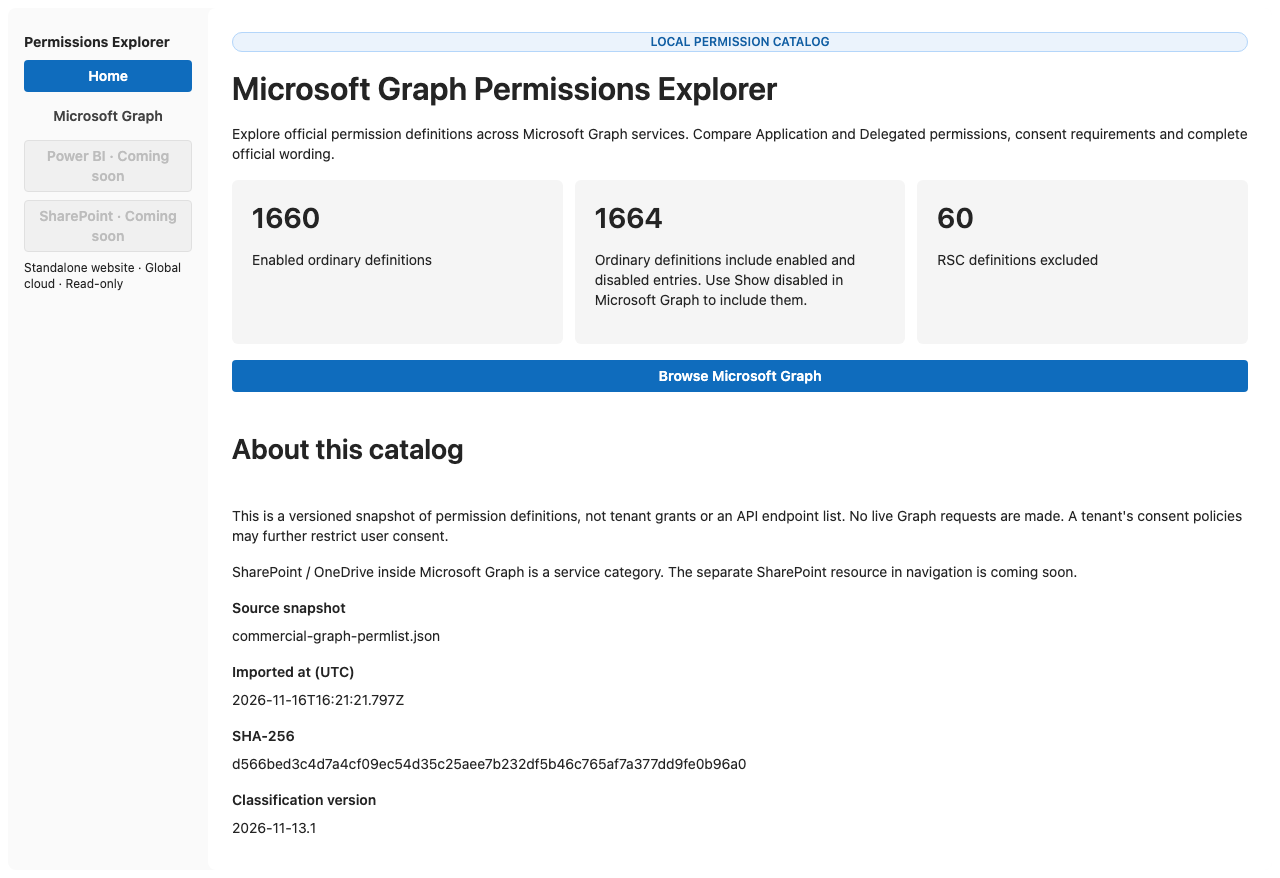 Permissions Explorer
Home
Microsoft Graph
Power BI · Coming
soon
SharePoint · Coming
soon
Standalone website · Global
cloud · Read-only
LOCAL PERMISSION CATALOG
Microsoft Graph Permissions Explorer
Explore official permission definitions across Microsoft Graph services. Compare Application and Delegated permissions, consent requirements and complete
official wording.
1660
Enabled ordinary definitions
1664
Ordinary definitions include enabled and
disabled entries. Use Show disabled in
Microsoft Graph to include them.
60
RSC definitions excluded
Browse Microsoft Graph
About this catalog
This is a versioned snapshot of permission definitions, not tenant grants or an API endpoint list. No live Graph requests are made. A tenant's consent policies
may further restrict user consent.
SharePoint / OneDrive inside Microsoft Graph is a service category. The separate SharePoint resource in navigation is coming soon.
Source snapshot
commercial-graph-permlist.json
Imported at (UTC)
2026-11-16T16:21:21.797Z
SHA-256
d566bed3c4d7a4cf09ec54d35c25aee7b232df5b46c765af7a377dd9fe0b96a0
Classification version
2026-11-13.1